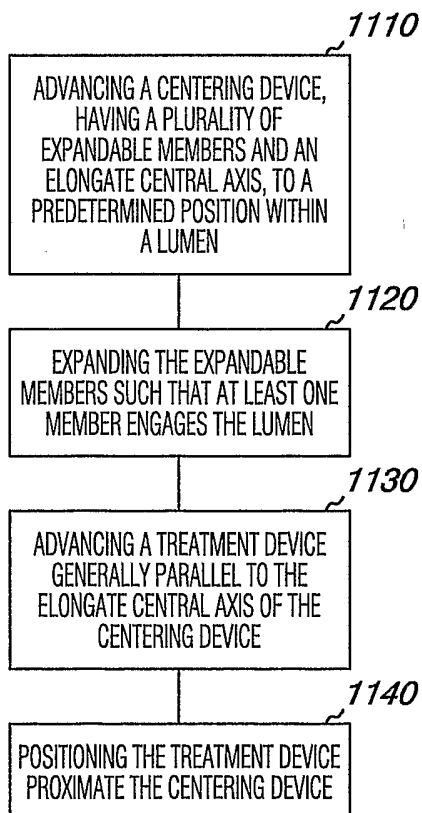 1110
ADVANCING A CENTERING DEVICE,
HAVING A PLURALITY OF
EXPANDABLE MEMBERS AND AN
ELONGATE CENTRAL AXIS, TO A
PREDETERMINED POSITION WITHIN
A LUMEN
1120
EXPANDING THE EXPANDABLE
MEMBERS SUCH THAT AT LEAST ONE
MEMBER ENGAGES THE LUMEN
1130
ADVANCING A TREATMENT DEVICE
GENERALLY PARALLEL TO THE
ELONGATE CENTRAL AXIS OF THE
CENTERING DEVICE
1140
POSITIONING THE TREATMENT DEVICE
PROXIMATE THE CENTERING DEVICE